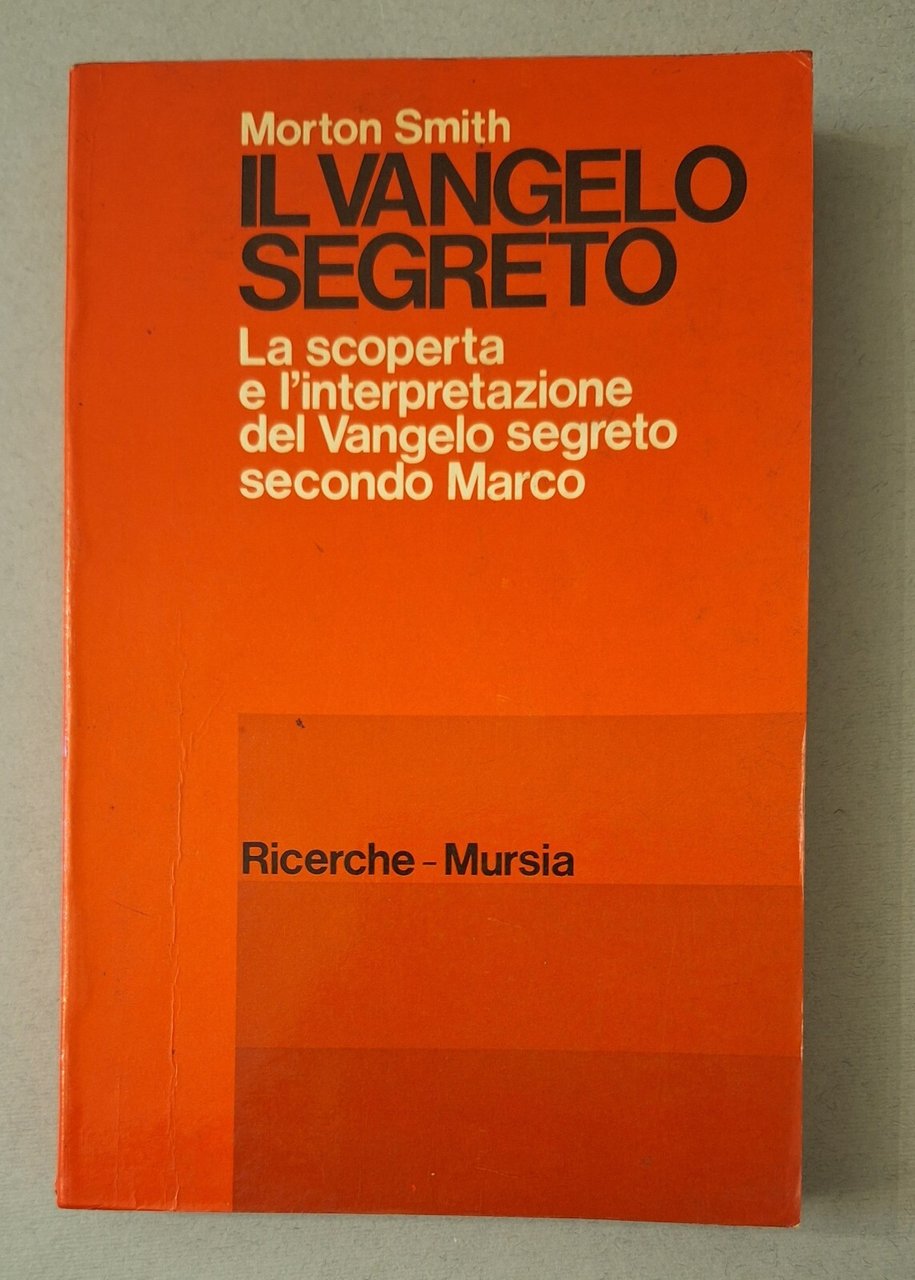 Morton Smith
IL VANGELO
SEGRETO
La scoperta
e l'interpretazione
del Vangelo segreto
secondo Marco
Ricerche - Mursia